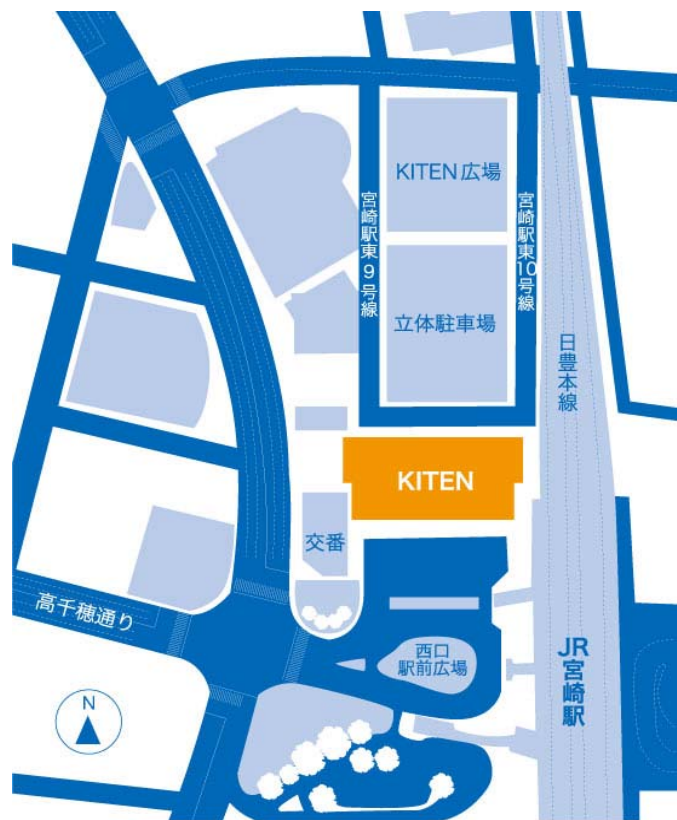 KITEN広場
宮崎駅東9号線
宮崎駅東10号線
立体駐車場
日豊本線
KITEN
交番
高千穂通り
西口
駅前広場
JR宮崎駅
N